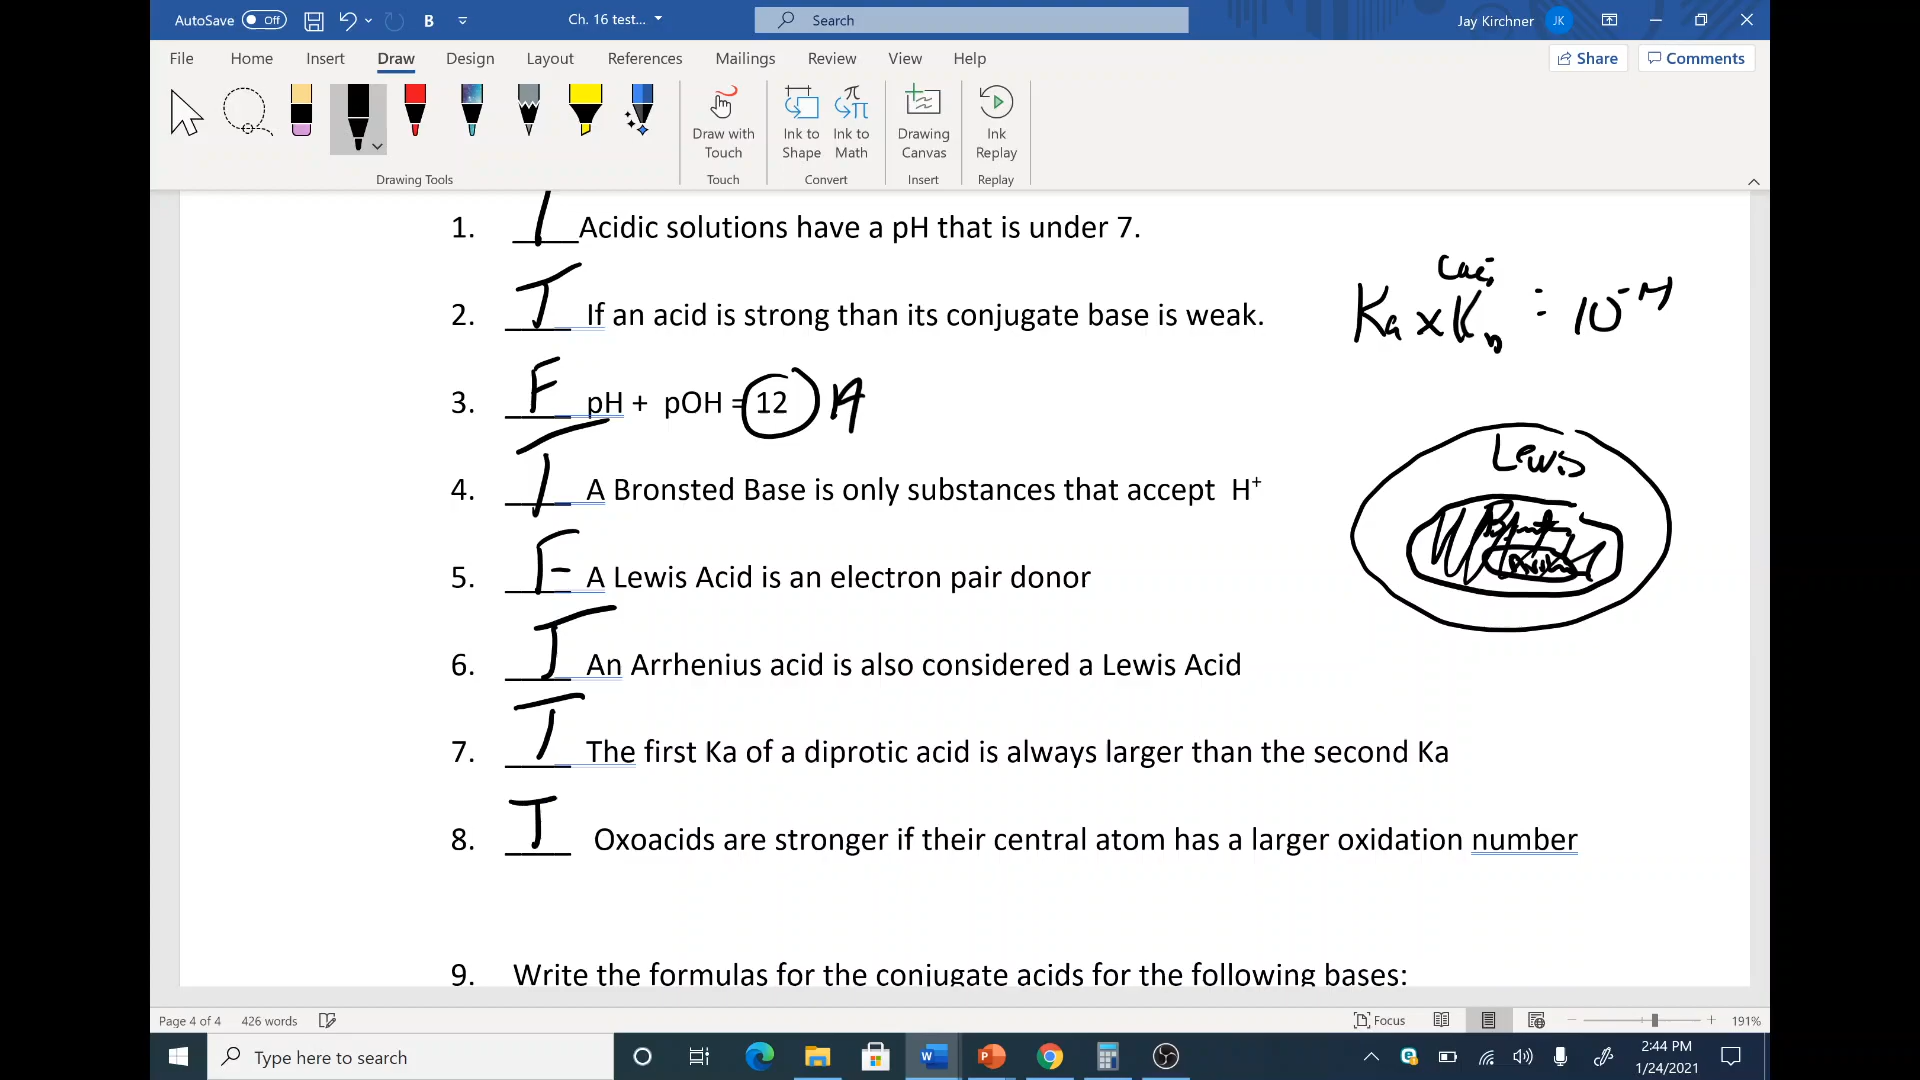 AutoSave Off B Ch. 16 test... Search Jay Kirchner JK
File Home Insert Draw Design Layout References Mailings Review View Help Share Comments
Draw with Touch Ink to Shape Ink to Math Drawing Canvas Ink Replay
Drawing Tools Touch Convert Insert Replay
1. T Acidic solutions have a pH that is under 7.
2. T If an acid is strong than its conjugate base is weak.
Ka x Kb = 10
3. F pH + pOH = 12 14
4. T A Bronsted Base is only substances that accept H⁺
Lewis
5. F A Lewis Acid is an electron pair donor
6. T An Arrhenius acid is also considered a Lewis Acid
7. T The first Ka of a diprotic acid is always larger than the second Ka
8. T Oxoacids are stronger if their central atom has a larger oxidation number
9. Write the formulas for the conjugate acids for the following bases:
Page 4 of 4 426 words Focus 191%
Type here to search 2:44 PM
1/24/2021